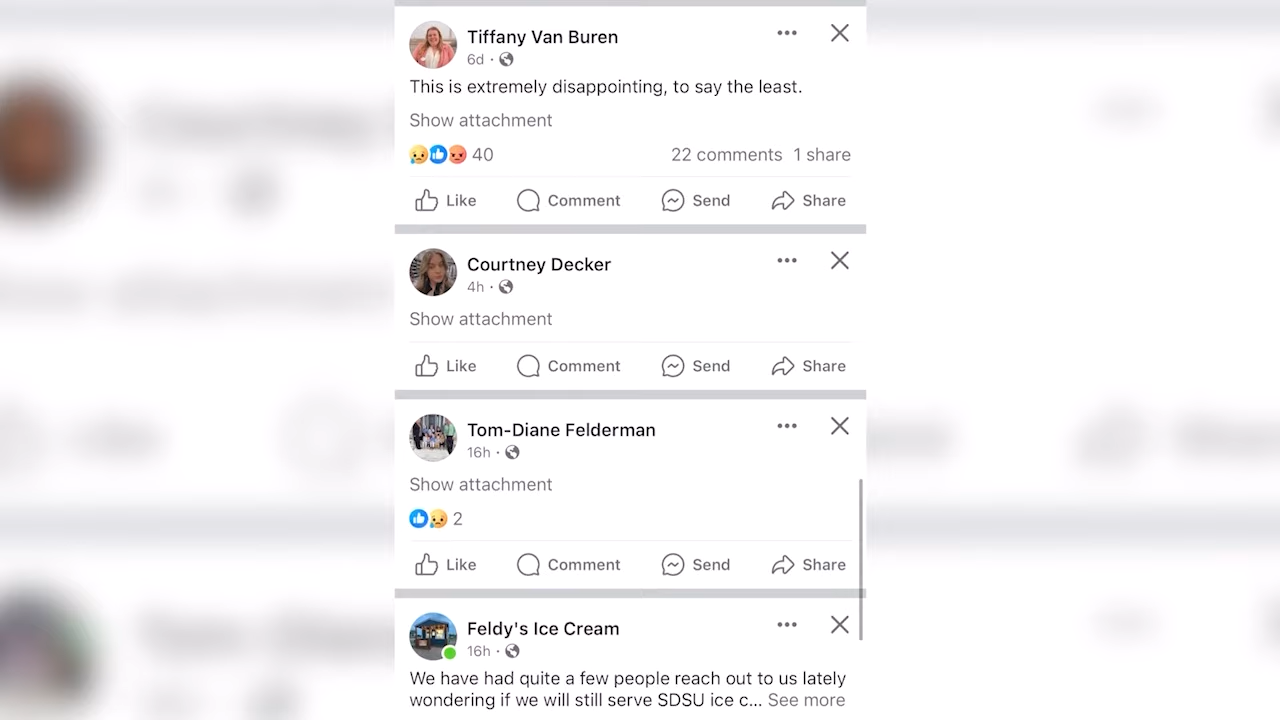 Tiffany Van Buren
6d ·
This is extremely disappointing, to say the least.
Show attachment
40 22 comments 1 share
Like Comment Send Share
Courtney Decker
4h ·
Show attachment
Like Comment Send Share
Tom-Diane Felderman
16h ·
Show attachment
2
Like Comment Send Share
Feldy's Ice Cream
16h ·
We have had quite a few people reach out to us lately
wondering if we will still serve SDSU ice c... See more